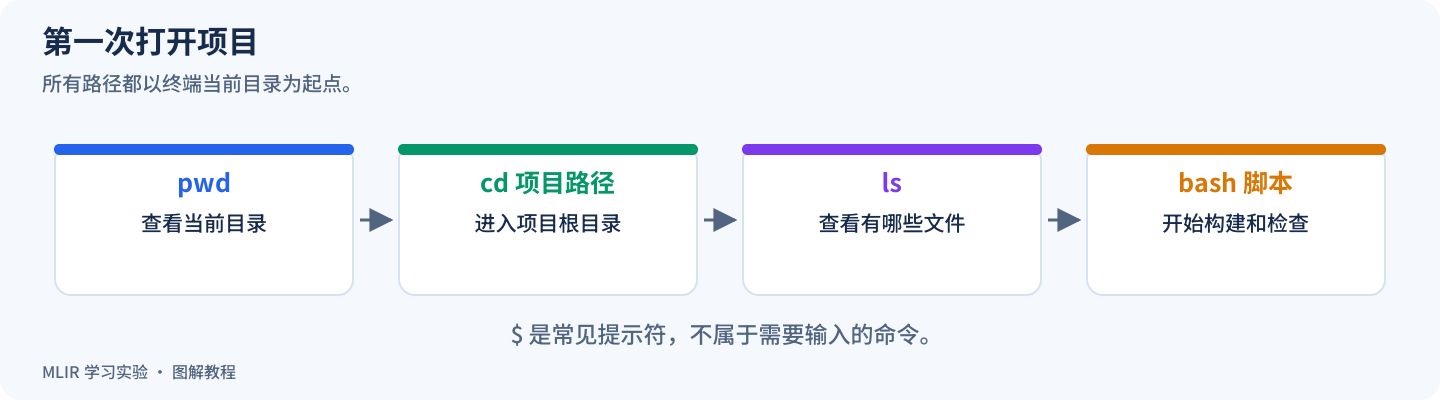 第一次打开项目
所有路径都以终端当前目录为起点。
pwd
查看当前目录
cd 项目路径
进入项目根目录
ls
查看有哪些文件
bash 脚本
开始构建和检查
$ 是常见提示符，不属于需要输入的命令。
MLIR 学习实验 · 图解教程